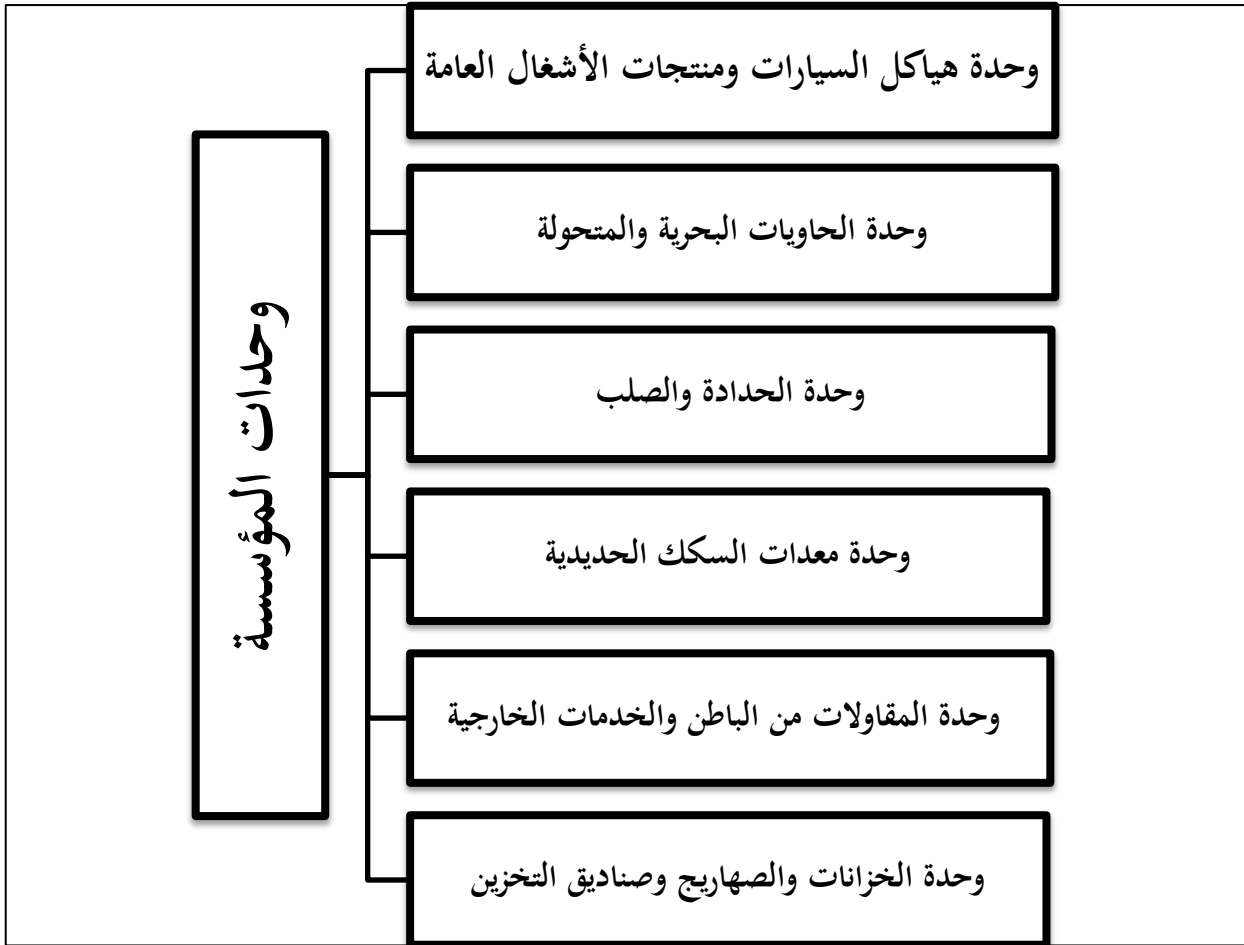 وحدات المؤسسة
وحدة هياكل السيارات ومنتجات الأشغال العامة
وحدة الحاويات البحرية والمتحولة
وحدة الحدادة والصلب
وحدة معدات السكك الحديدية
وحدة المقاولات من الباطن والخدمات الخارجية
وحدة الخزانات والصهاريج وصناديق التخزين